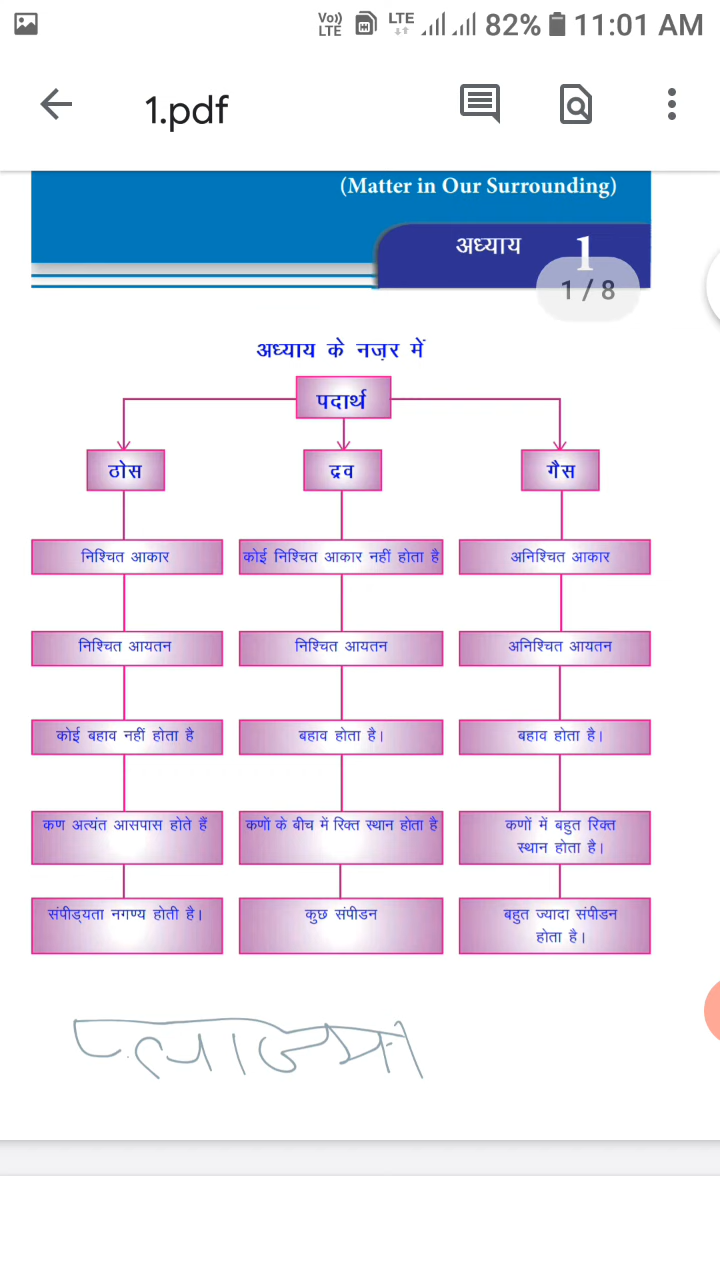 Vo)) LTE LTE 82% 11:01 AM
1.pdf
(Matter in Our Surrounding)
अध्याय 1
1 / 8
अध्याय के नज़र में
पदार्थ
ठोस द्रव गैस
निश्चित आकार कोई निश्चित आकार नहीं होता है अनिश्चित आकार
निश्चित आयतन निश्चित आयतन अनिश्चित आयतन
कोई बहाव नहीं होता है बहाव होता है। बहाव होता है।
कण अत्यंत आसपास होते हैं कणों के बीच में रिक्त स्थान होता है कणों में बहुत रिक्त
स्थान होता है।
संपीड्यता नगण्य होती है। कुछ संपीडन बहुत ज्यादा संपीडन
होता है।